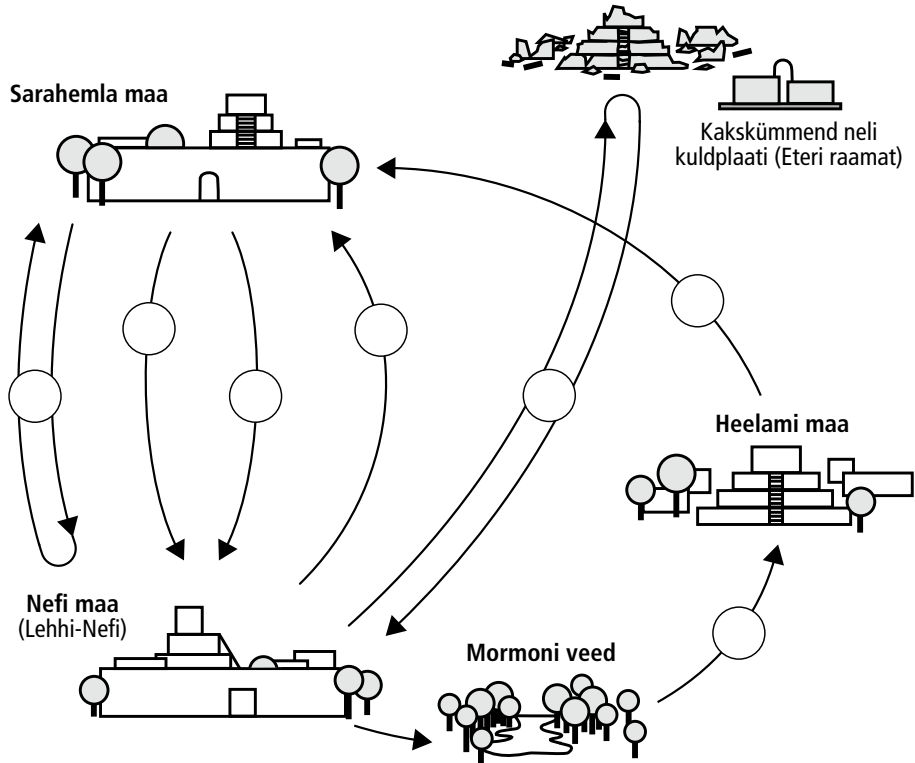 Sarahemla maa
Kakskümmend neli
kuldplaati (Eteri raamat)
Heelami maa
Nefi maa
(Lehhi-Nefi)
Mormoni veed